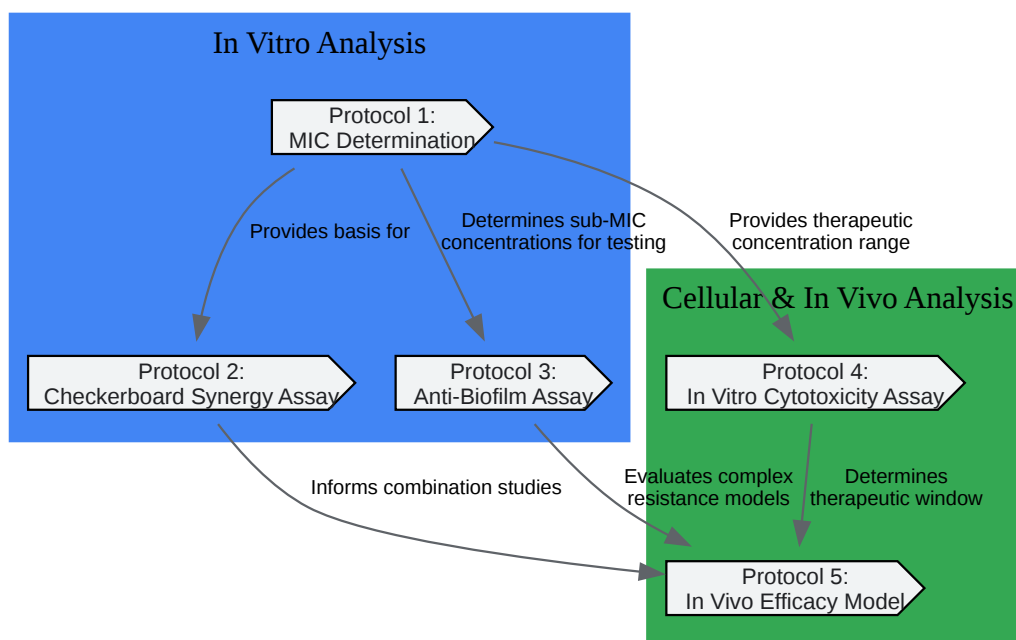 In Vitro Analysis
Protocol 1:
MIC Determination
Provides basis for
Determines sub-MIC
concentrations for testing
Provides therapeutic
concentration range
Cellular & In Vivo Analysis
Protocol 2:
Checkerboard Synergy Assay
Protocol 3:
Anti-Biofilm Assay
Protocol 4:
In Vitro Cytotoxicity Assay
Informs combination studies
Evaluates complex
resistance models
Determines
therapeutic window
Protocol 5:
In Vivo Efficacy Model